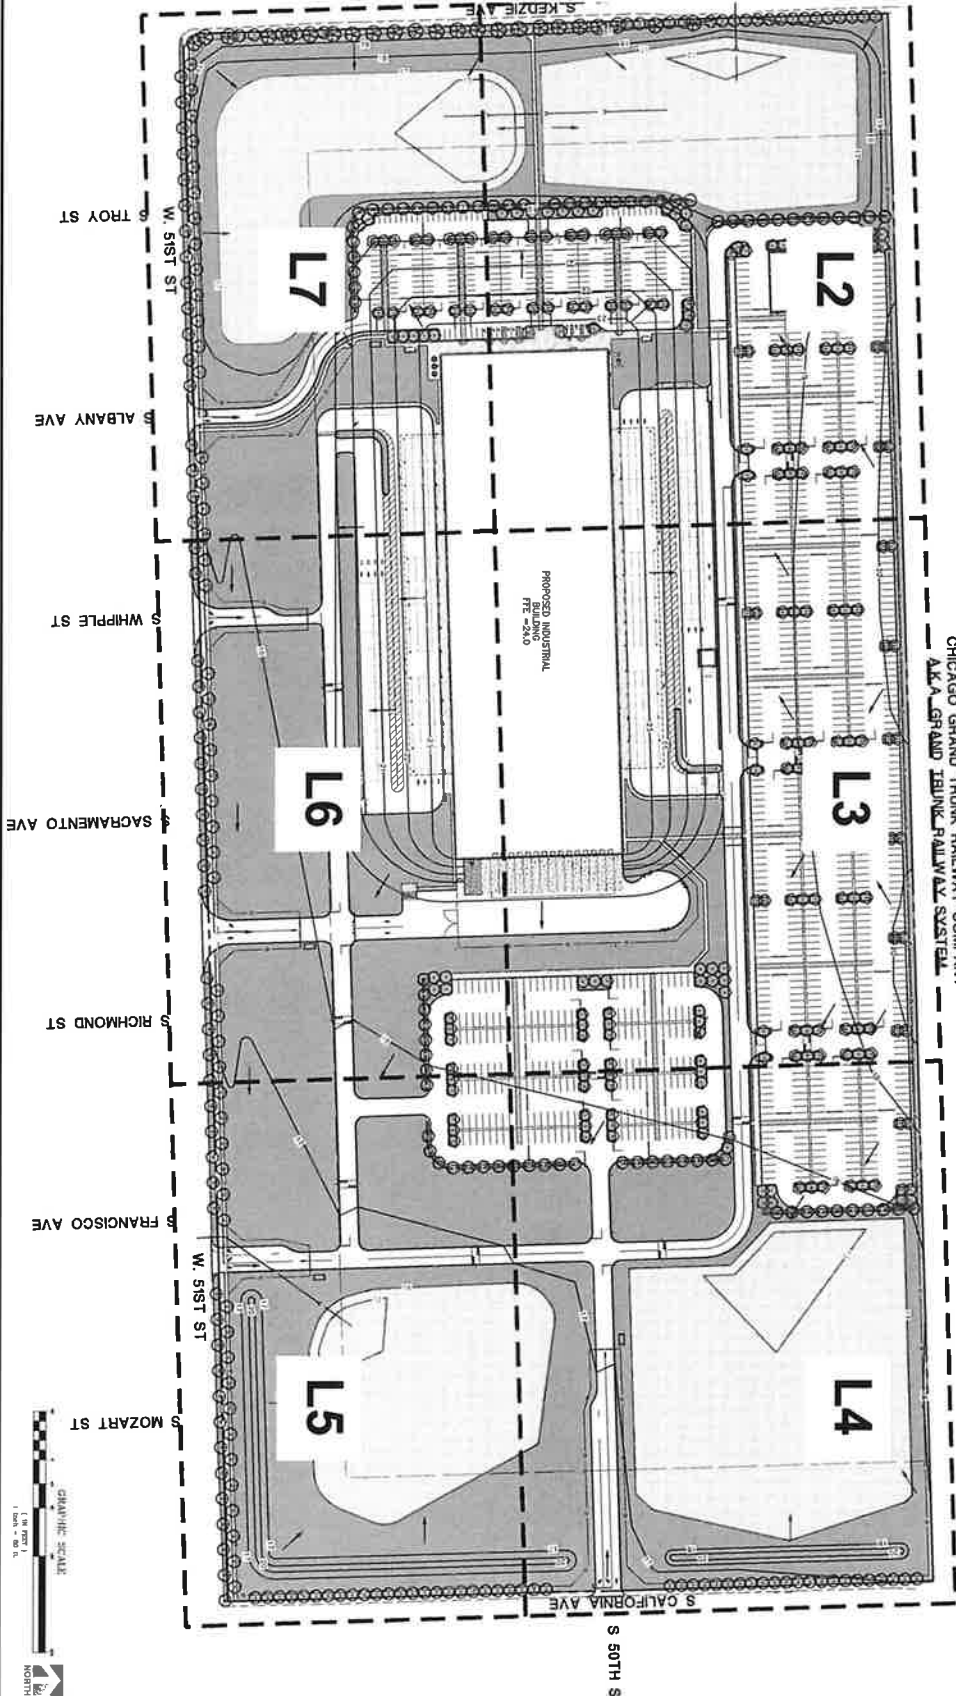 S. KEDZIE AVE
CHICAGO GRAND TRUNK RAILWAY COMPANY
A.K.A GRAND TRUNK RAILWAY SYSTEM
L2
L3
L4
L7
L6
L5
PROPOSED INDUSTRIAL
BUILDING
FFE =24.0
W. 51ST ST
W. 51ST ST
S TROY ST
S ALBANY AVE
S WHIPPLE ST
S SACRAMENTO AVE
S RICHMOND ST
S FRANCISCO AVE
S MOZART ST
S CALIFORNIA AVE
S 50TH S
GRAPHIC SCALE
( IN FEET )
NORTH